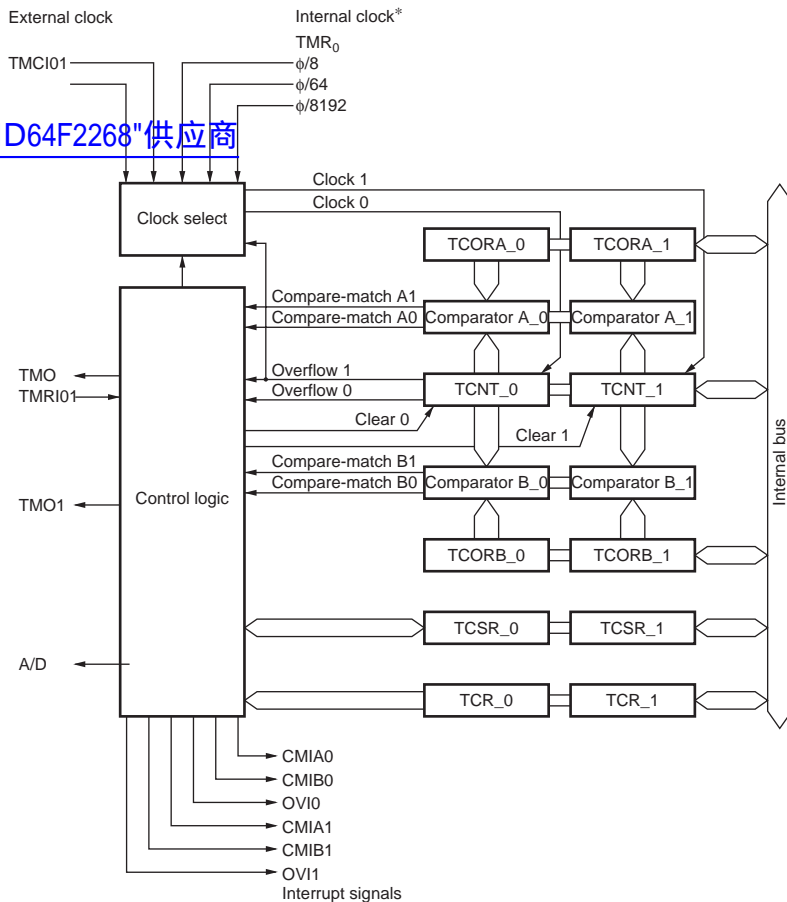 External clock
Internal clock*
TMR0
TMCI01
φ/8
φ/64
φ/8192
D64F2268"供应商
Clock 1
Clock 0
Clock select
TCORA_0
TCORA_1
Compare-match A1
Compare-match A0
Comparator A_0
Comparator A_1
TMO
TMRI01
Overflow 1
Overflow 0
TCNT_0
TCNT_1
Clear 0
Clear 1
Compare-match B1
Compare-match B0
Comparator B_0
Comparator B_1
TMO1
Control logic
Internal bus
TCORB_0
TCORB_1
TCSR_0
TCSR_1
A/D
TCR_0
TCR_1
CMIA0
CMIB0
OVI0
CMIA1
CMIB1
OVI1
Interrupt signals